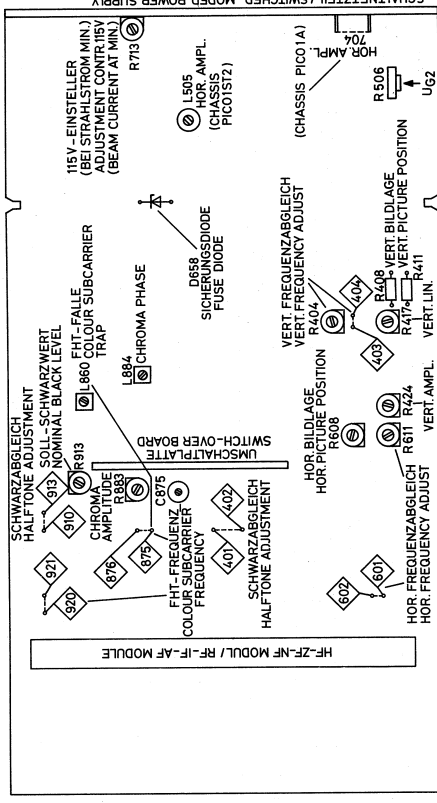 SCHALTNETZTEIL/SWITCHED-MODED POWER SUPPLY
115V-EINSTELLER
(BEI STRAHLSTROM MIN.)
ADJUSTMENT CONTR.115V
(BEAM CURRENT AT MIN.)
R713
L505
HOR. AMPL.
(CHASSIS
PICO1ST2)
(CHASSIS PICO1A)
HOR.AMPL.
704
R506
UG2
D658
SICHERUNGSDIODE
FUSE DIODE
SCHWARZABGLEICH
HALFTONE ADJUSTMENT
SOLL-SCHWARZWERT
NOMINAL BLACK LEVEL
R913
913
910
921
920
FHT-FALLE
COLOUR SUBCARRIER
TRAP
L860
L884
CHROMA PHASE
CHROMA
AMPLITUDE
R883
C875
876
875
FHT-FREQUENZ
COLOUR SUBCARRIER
FREQUENCY
UMSCHALTPLATTE
SWITCH-OVER BOARD
401
402
SCHWARZABGLEICH
HALFTONE ADJUSTMENT
VERT. FREQUENZABGLEICH
VERT. FREQUENCY ADJUST
R404
404
403
VERT. BILDLAGE
VERT. PICTURE POSITION
R408
R411
R417
VERT. LIN.
HOR. BILDLAGE
HOR. PICTURE POSITION
R608
R424
VERT. AMPL.
R611
602
601
HOR. FREQUENZABGLEICH
HOR. FREQUENCY ADJUST
HF-ZF-NF MODUL/ RF-IF-AF MODULE